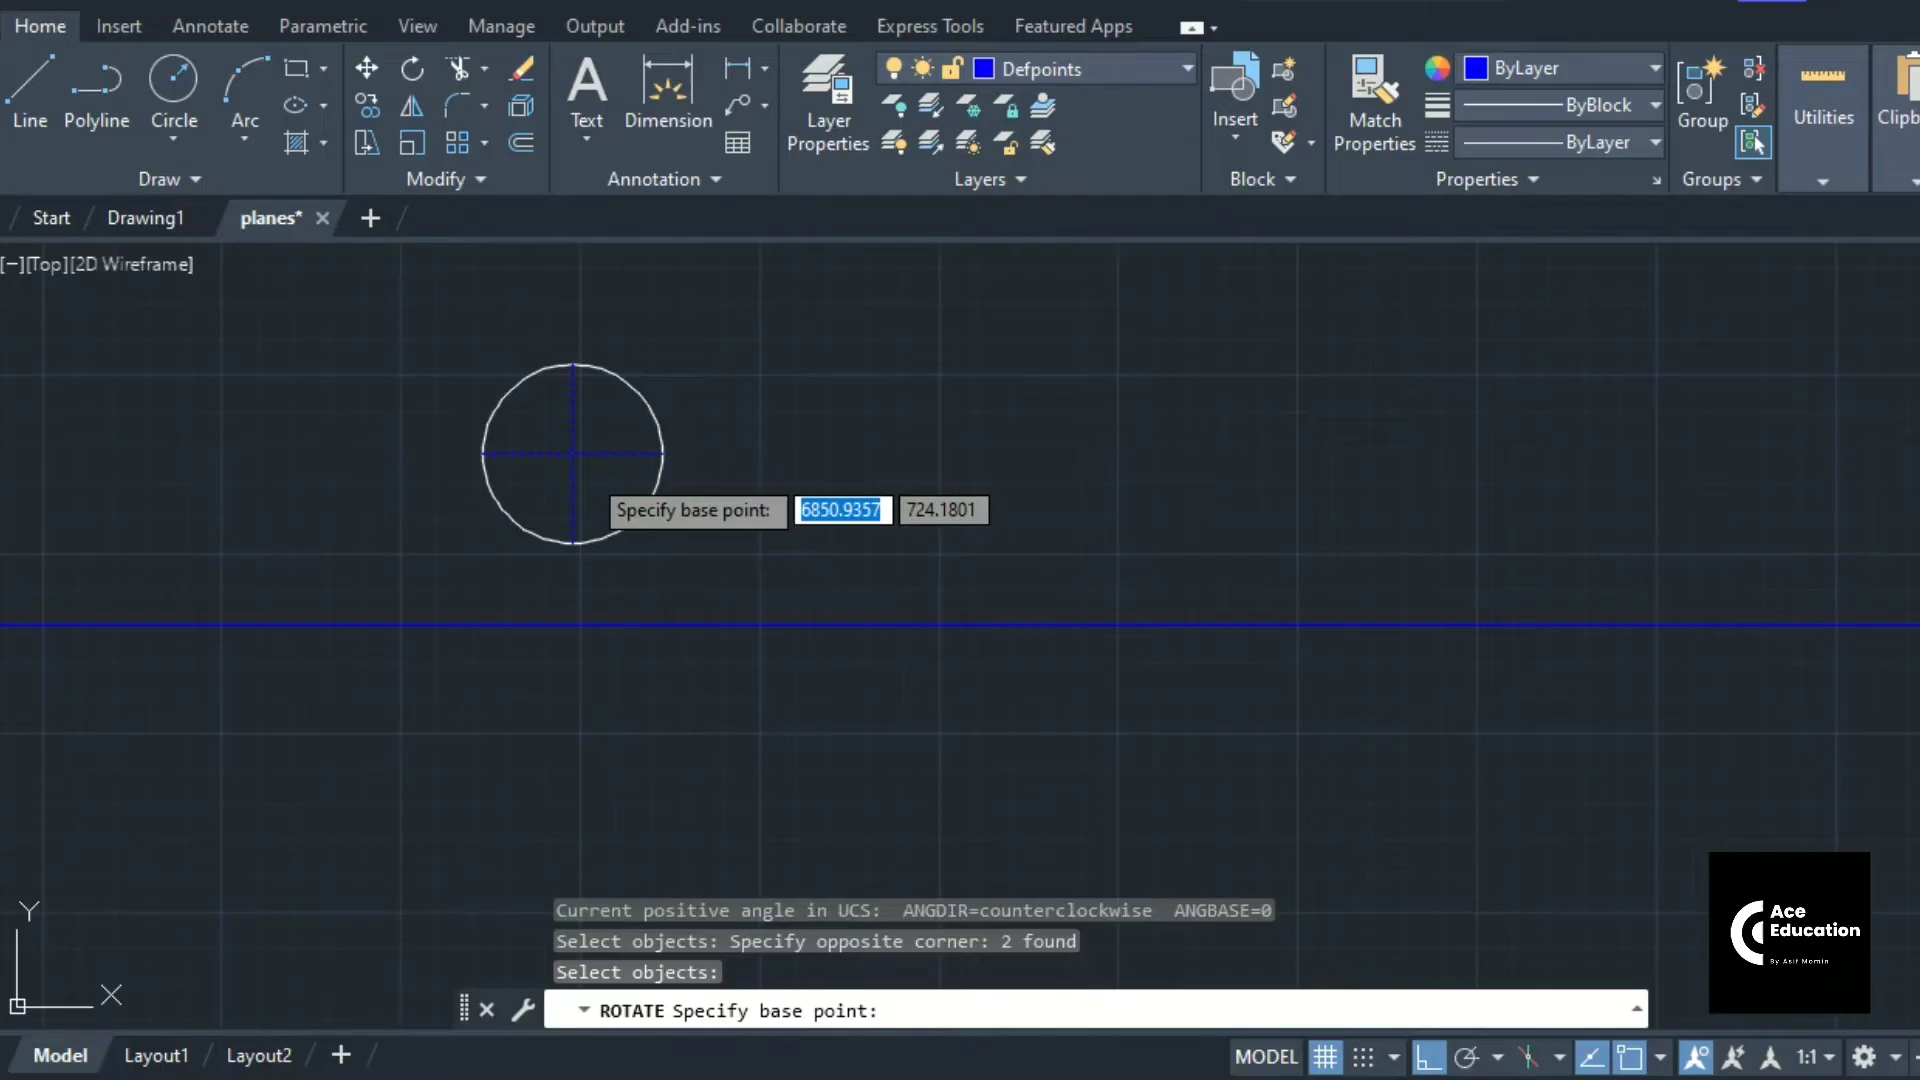 Home Insert Annotate Parametric View Manage Output Add-ins Collaborate Express Tools Featured Apps
Line Polyline Circle Arc
Text Dimension
Layer Properties
Defpoints
Insert
Match Properties
ByLayer
ByBlock
ByLayer
Group
Utilities
Draw Modify Annotation Layers Block Properties Groups
Start Drawing1 planes*
[−][Top][2D Wireframe]
Specify base point: 6850.9357 724.1801
Current positive angle in UCS: ANGDIR=counterclockwise ANGBASE=0
Select objects: Specify opposite corner: 2 found
Select objects:
ROTATE Specify base point:
Y
X
Ace
Education
By Asif Momin
Model Layout1 Layout2
MODEL 1:1